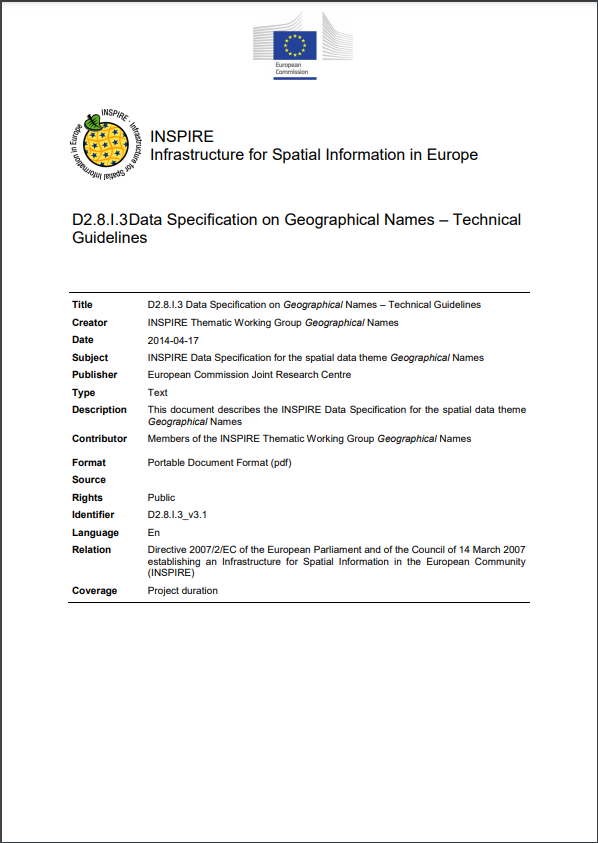 European
Commission
INSPIRE · Infrastructure for Spatial Information in Europe
INSPIRE
Infrastructure for Spatial Information in Europe
D2.8.I.3Data Specification on Geographical Names – Technical
Guidelines
Title D2.8.I.3 Data Specification on Geographical Names – Technical Guidelines
Creator INSPIRE Thematic Working Group Geographical Names
Date 2014-04-17
Subject INSPIRE Data Specification for the spatial data theme Geographical Names
Publisher European Commission Joint Research Centre
Type Text
Description This document describes the INSPIRE Data Specification for the spatial data theme
Geographical Names
Contributor Members of the INSPIRE Thematic Working Group Geographical Names
Format Portable Document Format (pdf)
Source
Rights Public
Identifier D2.8.I.3_v3.1
Language En
Relation Directive 2007/2/EC of the European Parliament and of the Council of 14 March 2007
establishing an Infrastructure for Spatial Information in the European Community
(INSPIRE)
Coverage Project duration